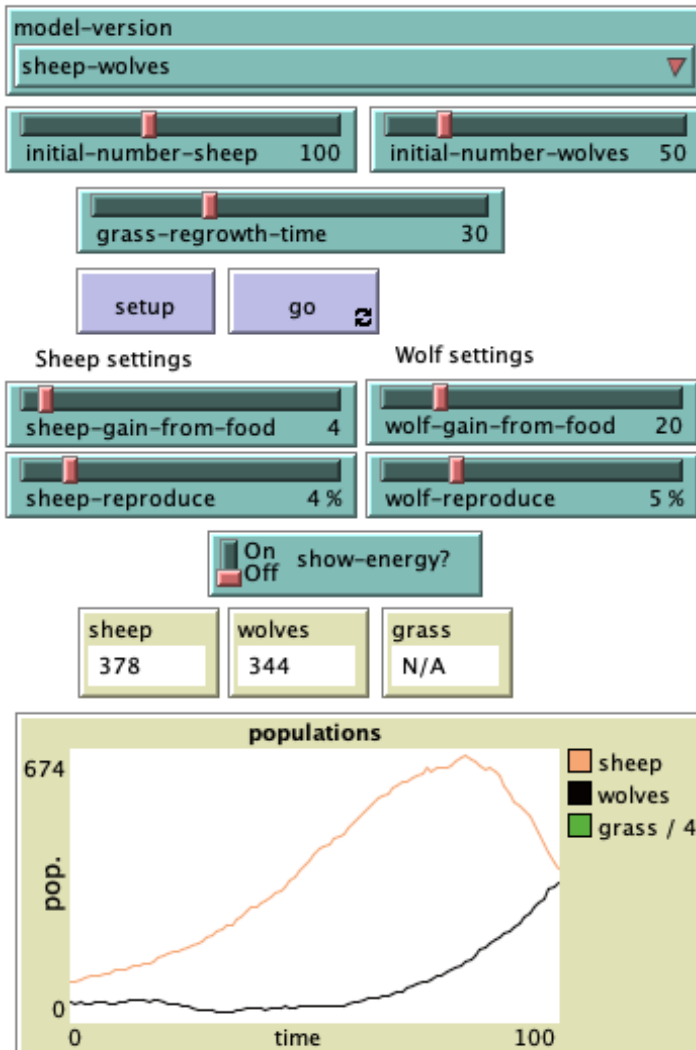 model-version
sheep-wolves
initial-number-sheep 100
initial-number-wolves 50
grass-regrowth-time 30
setup
go
Sheep settings
Wolf settings
sheep-gain-from-food 4
wolf-gain-from-food 20
sheep-reproduce 4 %
wolf-reproduce 5 %
On
Off
show-energy?
sheep
378
wolves
344
grass
N/A
populations
674
pop.
0
0
time
100
sheep
wolves
grass / 4